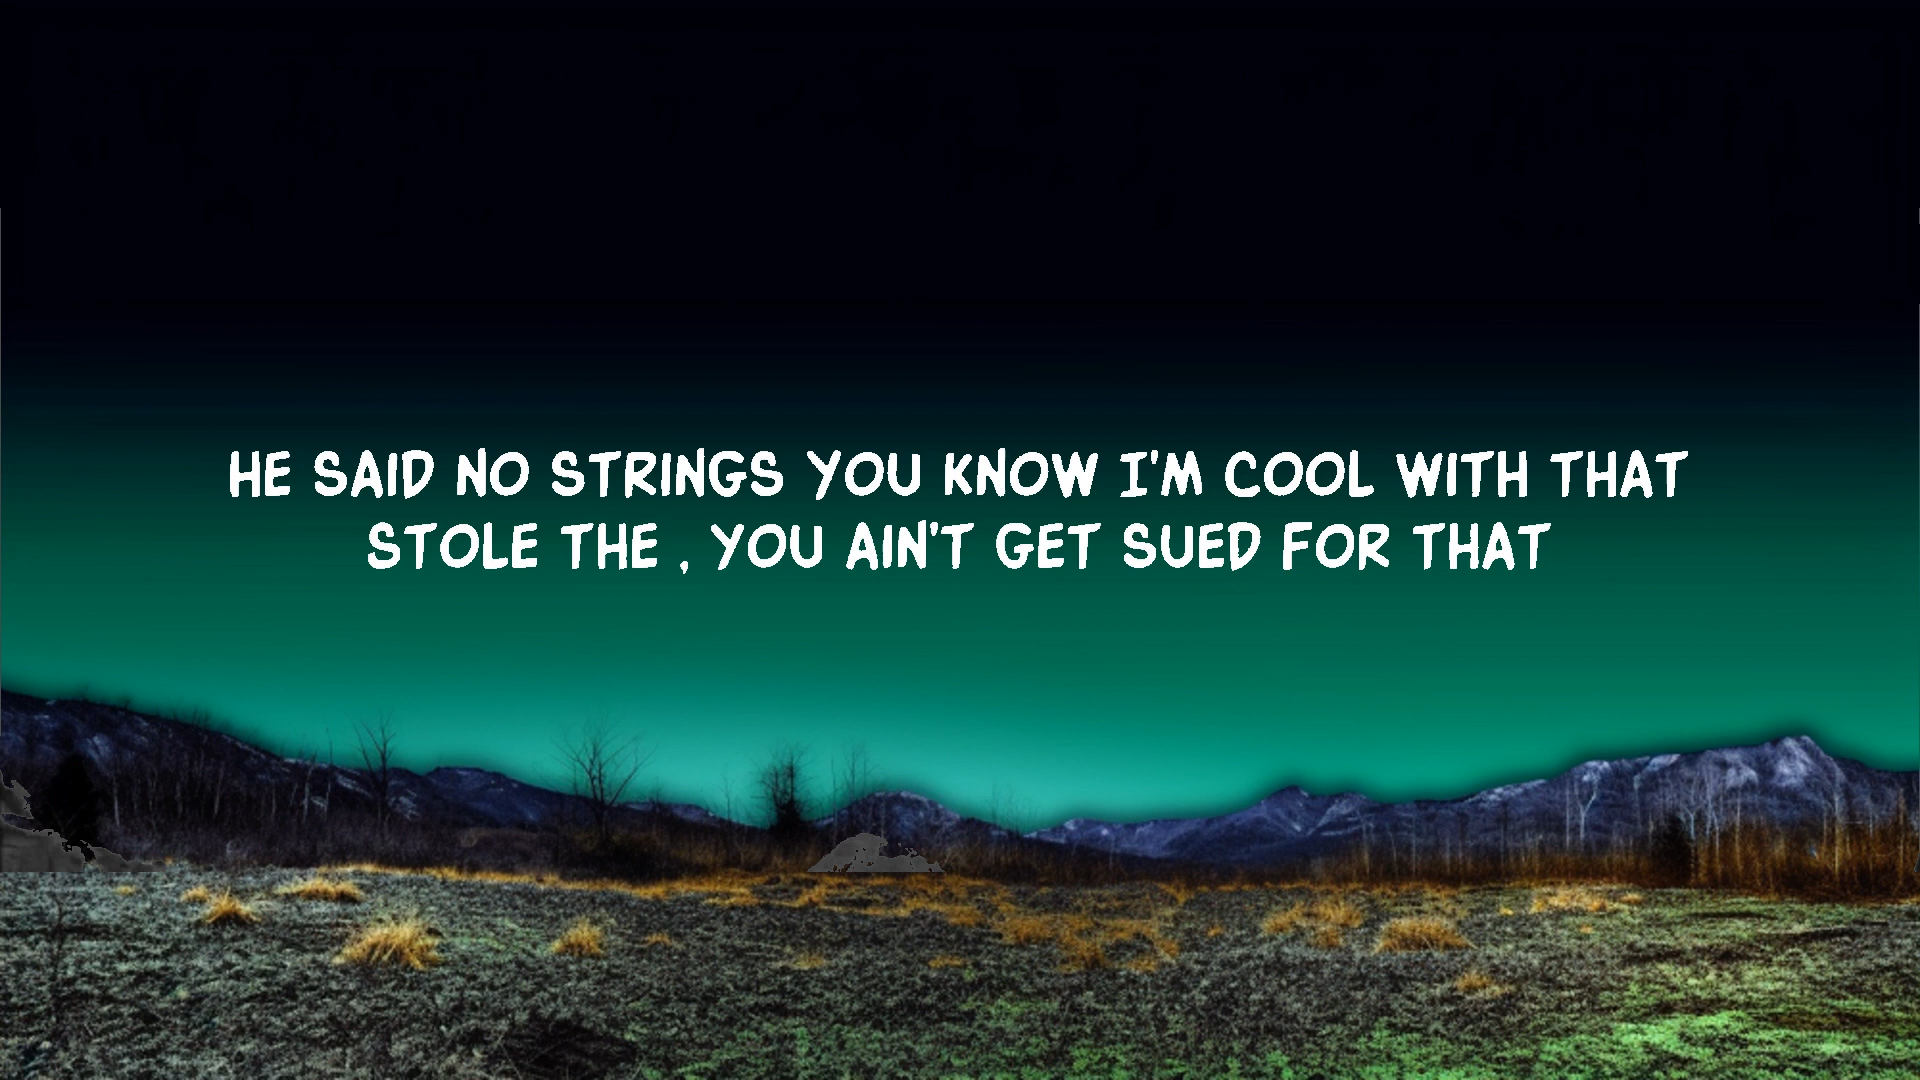 HE SAID NO STRINGS YOU KNOW I'M COOL WITH THAT
STOLE THE , YOU AIN'T GET SUED FOR THAT